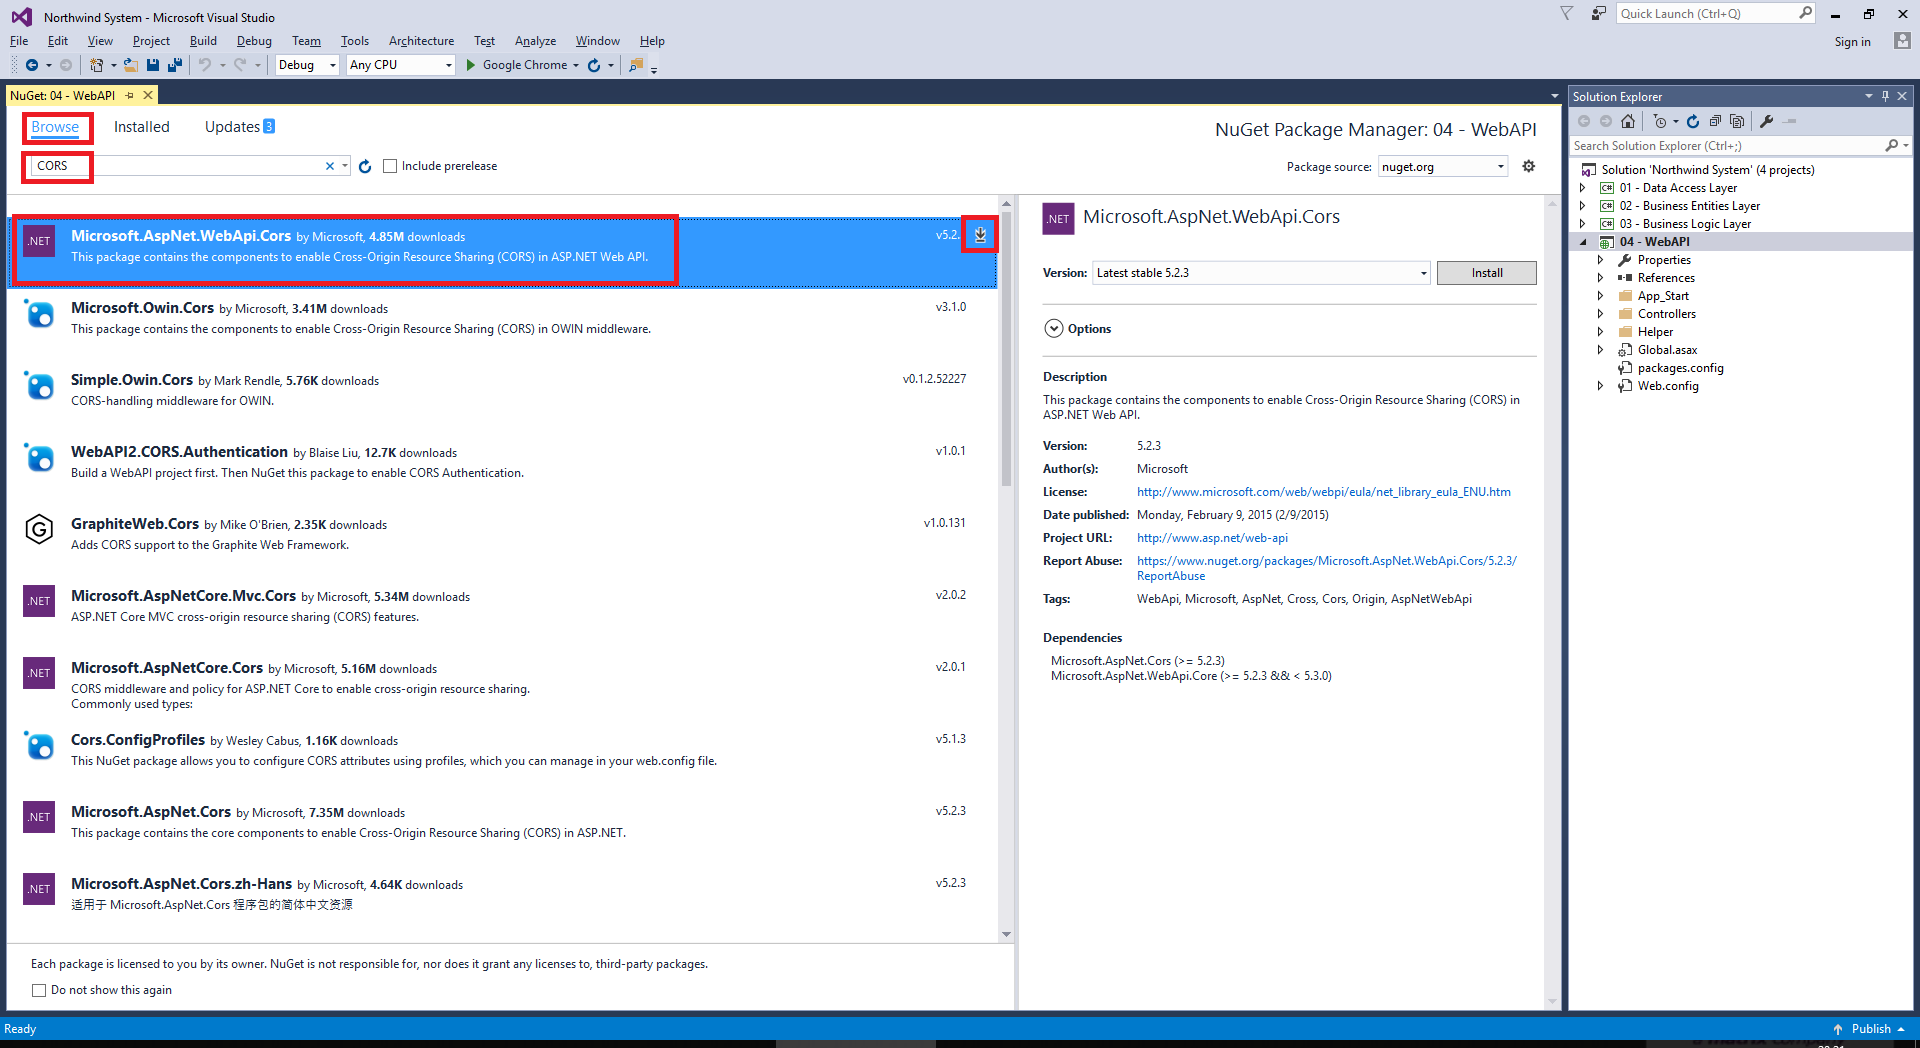 Northwind System - Microsoft Visual Studio
Quick Launch (Ctrl+Q)
File Edit View Project Build Debug Team Tools Architecture Test Analyze Window Help
Sign in
Debug Any CPU Google Chrome
NuGet: 04 - WebAPI
Browse Installed Updates 3
NuGet Package Manager: 04 - WebAPI
CORS
Include prerelease
Package source: nuget.org
.NET
Microsoft.AspNet.WebApi.Cors by Microsoft, 4.85M downloads
v5.2.
This package contains the components to enable Cross-Origin Resource Sharing (CORS) in ASP.NET Web API.
Microsoft.Owin.Cors by Microsoft, 3.41M downloads
v3.1.0
This package contains the components to enable Cross-Origin Resource Sharing (CORS) in OWIN middleware.
Simple.Owin.Cors by Mark Rendle, 5.76K downloads
v0.1.2.52227
CORS-handling middleware for OWIN.
WebAPI2.CORS.Authentication by Blaise Liu, 12.7K downloads
v1.0.1
Build a WebAPI project first. Then NuGet this package to enable CORS Authentication.
GraphiteWeb.Cors by Mike O'Brien, 2.35K downloads
v1.0.131
Adds CORS support to the Graphite Web Framework.
.NET
Microsoft.AspNetCore.Mvc.Cors by Microsoft, 5.34M downloads
v2.0.2
ASP.NET Core MVC cross-origin resource sharing (CORS) features.
.NET
Microsoft.AspNetCore.Cors by Microsoft, 5.16M downloads
v2.0.1
CORS middleware and policy for ASP.NET Core to enable cross-origin resource sharing.
Commonly used types:
Cors.ConfigProfiles by Wesley Cabus, 1.16K downloads
v5.1.3
This NuGet package allows you to configure CORS attributes using profiles, which you can manage in your web.config file.
.NET
Microsoft.AspNet.Cors by Microsoft, 7.35M downloads
v5.2.3
This package contains the core components to enable Cross-Origin Resource Sharing (CORS) in ASP.NET.
.NET
Microsoft.AspNet.Cors.zh-Hans by Microsoft, 4.64K downloads
v5.2.3
适用于 Microsoft.AspNet.Cors 程序包的简体中文资源
Each package is licensed to you by its owner. NuGet is not responsible for, nor does it grant any licenses to, third-party packages.
Do not show this again
.NET
Microsoft.AspNet.WebApi.Cors
Version: Latest stable 5.2.3 Install
Options
Description
This package contains the components to enable Cross-Origin Resource Sharing (CORS) in
ASP.NET Web API.
Version: 5.2.3
Author(s): Microsoft
License: http://www.microsoft.com/web/webpi/eula/net_library_eula_ENU.htm
Date published: Monday, February 9, 2015 (2/9/2015)
Project URL: http://www.asp.net/web-api
Report Abuse: https://www.nuget.org/packages/Microsoft.AspNet.WebApi.Cors/5.2.3/
ReportAbuse
Tags: WebApi, Microsoft, AspNet, Cross, Cors, Origin, AspNetWebApi
Dependencies
Microsoft.AspNet.Cors (>= 5.2.3)
Microsoft.AspNet.WebApi.Core (>= 5.2.3 && < 5.3.0)
Solution Explorer
Search Solution Explorer (Ctrl+;)
Solution 'Northwind System' (4 projects)
C# 01 - Data Access Layer
C# 02 - Business Entities Layer
C# 03 - Business Logic Layer
04 - WebAPI
Properties
References
App_Start
Controllers
Helper
Global.asax
packages.config
Web.config
Ready
Publish